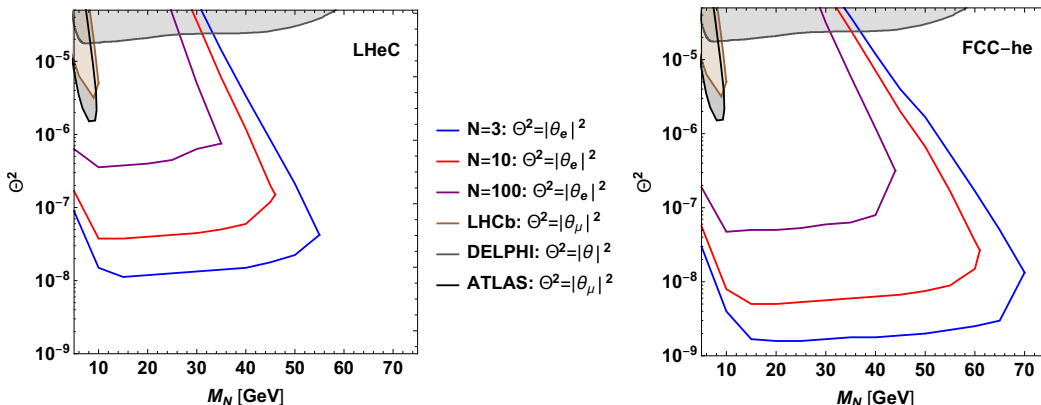 LHeC
10⁻⁵
10⁻⁶
10⁻⁷
10⁻⁸
10⁻⁹
Θ²
10 20 30 40 50 60 70
M_N [GeV]
N=3: Θ²=|θ_e|²
N=10: Θ²=|θ_e|²
N=100: Θ²=|θ_e|²
LHCb: Θ²=|θ_μ|²
DELPHI: Θ²=|θ|²
ATLAS: Θ²=|θ_μ|²
FCC-he
10⁻⁵
10⁻⁶
10⁻⁷
10⁻⁸
10⁻⁹
Θ²
10 20 30 40 50 60 70
M_N [GeV]